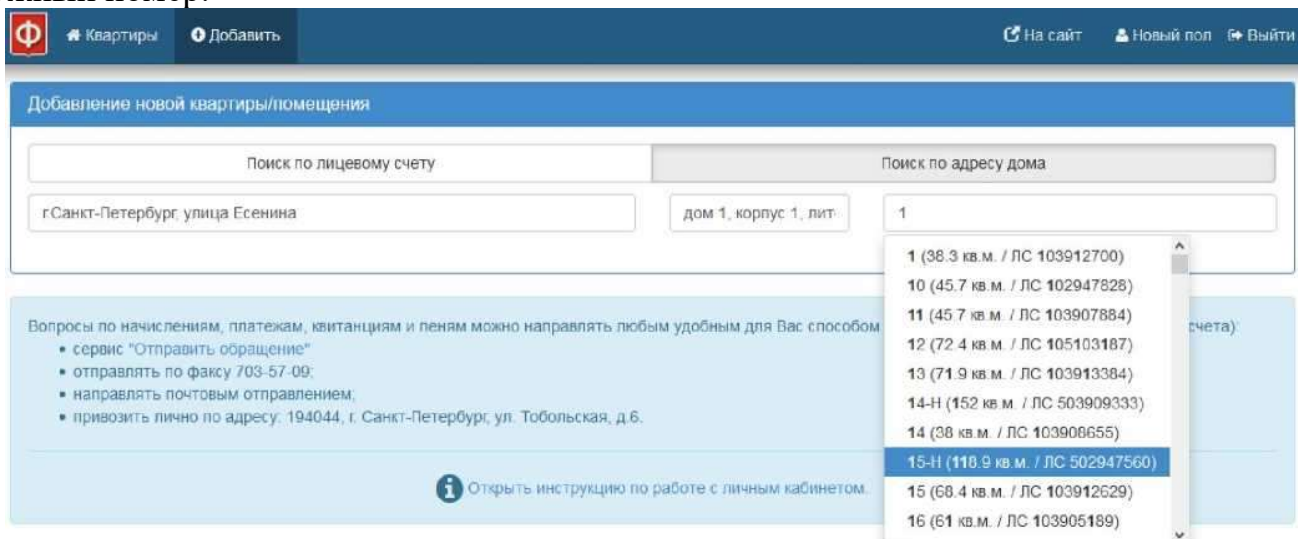 Ф Квартиры Добавить На сайт Новый пол Выйти
Добавление новой квартиры/помещения
Поиск по лицевому счету Поиск по адресу дома
г.Санкт-Петербург, улица Есенина дом 1, корпус 1, лит 1
1 (38.3 кв.м. / ЛС 103912700)
10 (45.7 кв.м. / ЛС 102947828)
11 (45.7 кв.м. / ЛС 103907884)
12 (72.4 кв.м. / ЛС 105103187)
13 (71.9 кв.м. / ЛС 103913384)
14-Н (152 кв.м. / ЛС 503909333)
14 (38 кв.м. / ЛС 103908655)
15-Н (118.9 кв.м. / ЛС 502947560)
15 (68.4 кв.м. / ЛС 103912629)
16 (61 кв.м. / ЛС 103905189)
Вопросы по начислениям, платежам, квитанциям и пеням можно направлять любым удобным для Вас способом счета):
• сервис "Отправить обращение"
• отправлять по факсу 703-57-09;
• направлять почтовым отправлением;
• привозить лично по адресу: 194044, г. Санкт-Петербург, ул. Тобольская, д.6.
Открыть инструкцию по работе с личным кабинетом.